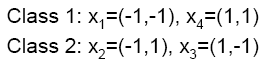 Class 1: x₁=(-1,-1), x₄=(1,1)
Class 2: x₂=(-1,1), x₃=(1,-1)